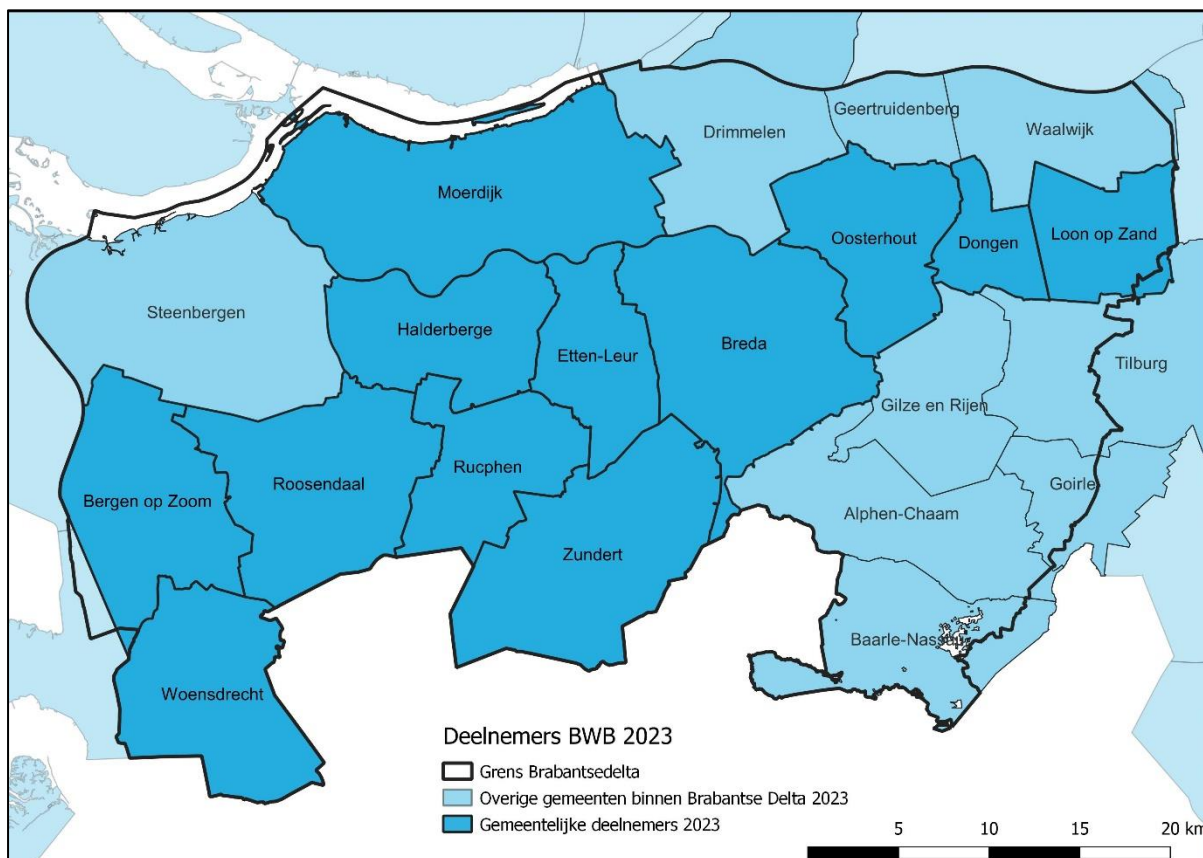 Geertruidenberg
Drimmelen
Waalwijk
Moerdijk
Oosterhout
Dongen
Loon op Zand
Steenbergen
Halderberge
Etten-Leur
Breda
Tilburg
Gilze en Rijen
Rucphen
Roosendaal
Bergen op Zoom
Goirle
Alphen-Chaam
Zundert
Baarle-Nassau
Woensdrecht
Deelnemers BWB 2023
Grens Brabantsedelta
Overige gemeenten binnen Brabantse Delta 2023
Gemeentelijke deelnemers 2023
5 10 15 20 km